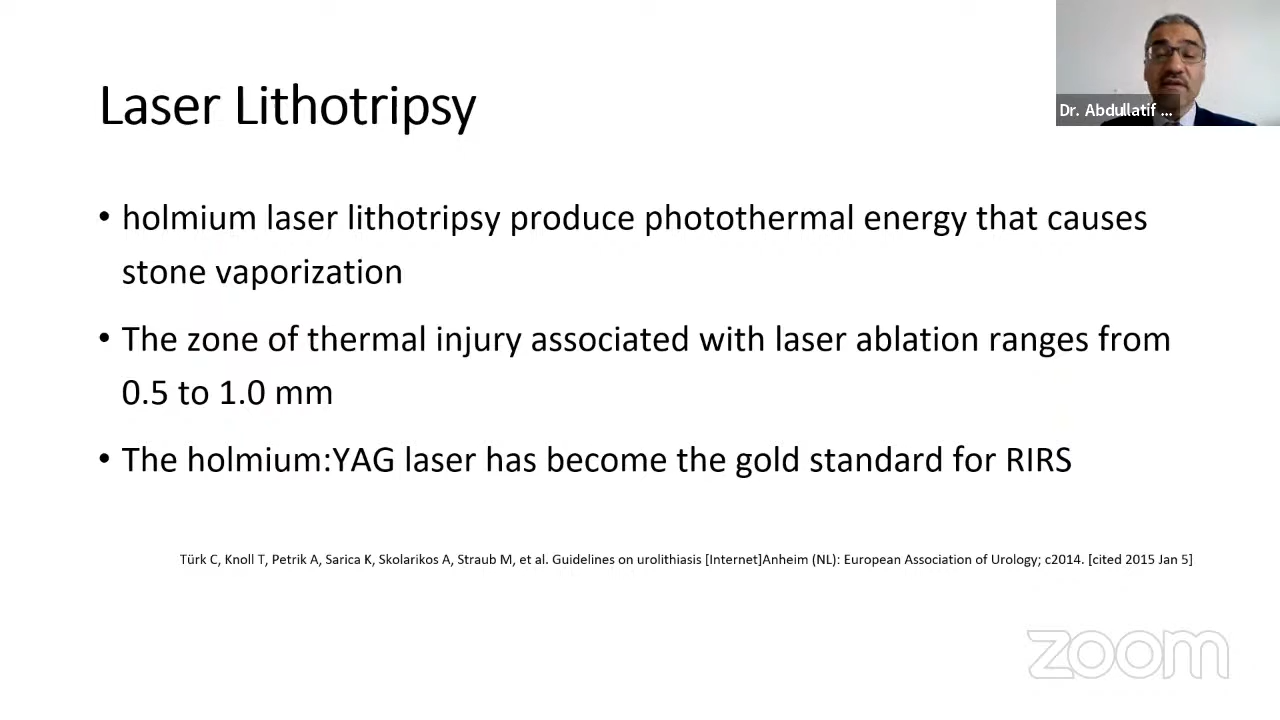 Laser Lithotripsy
Dr. Abdullatif ...
• holmium laser lithotripsy produce photothermal energy that causes
stone vaporization
• The zone of thermal injury associated with laser ablation ranges from
0.5 to 1.0 mm
• The holmium:YAG laser has become the gold standard for RIRS
Türk C, Knoll T, Petrik A, Sarica K, Skolarikos A, Straub M, et al. Guidelines on urolithiasis [Internet]Anheim (NL): European Association of Urology; c2014. [cited 2015 Jan 5]
zoom